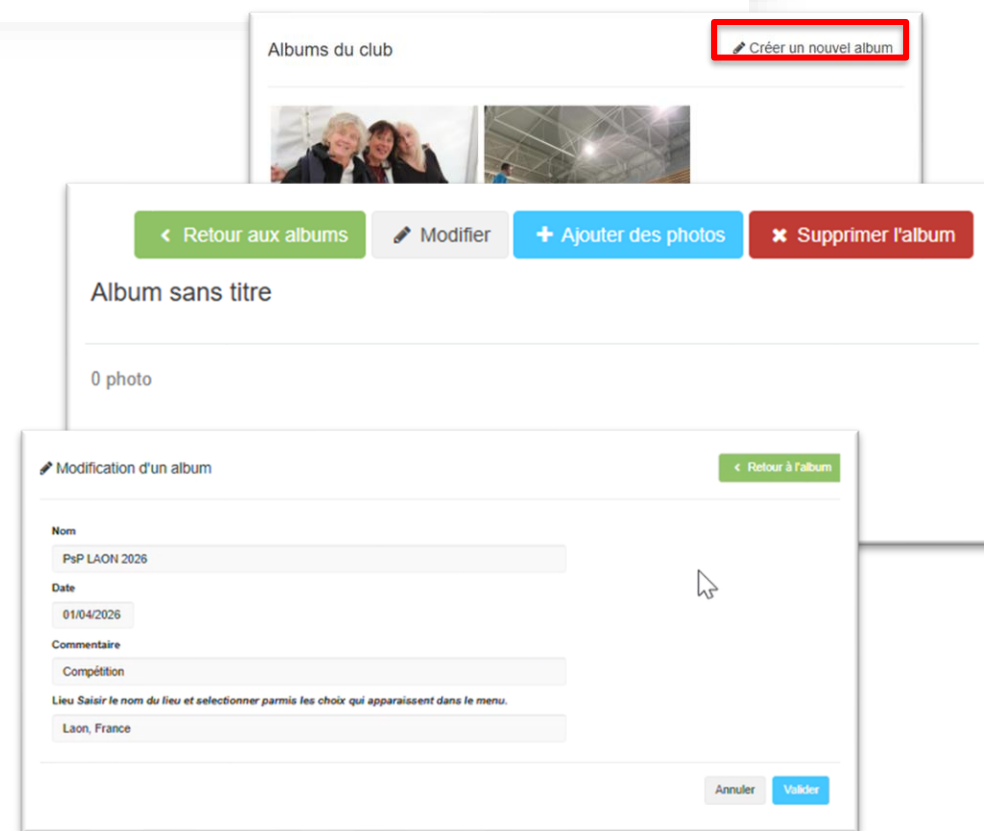 Albums du club
Créer un nouvel album
Retour aux albums
Modifier
Ajouter des photos
Supprimer l'album
Album sans titre
0 photo
Modification d'un album
Retour à l'album
Nom
PsP LAON 2026
Date
01/04/2026
Commentaire
Compétition
Lieu Saisir le nom du lieu et selectionner parmis les choix qui apparaissent dans le menu.
Laon, France
Annuler
Valider